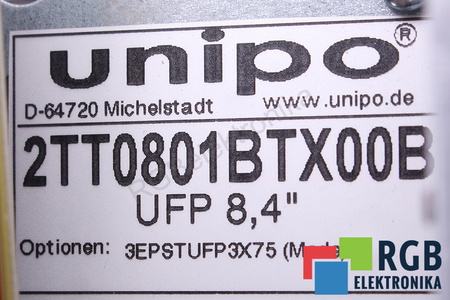 unipo®
D-64720 Michelstadt www.unipo.de
2TT0801BTX00B
UFP 8,4"
Optionen: 3EPSTUFP3X75
RGB
ELEKTRONIKA